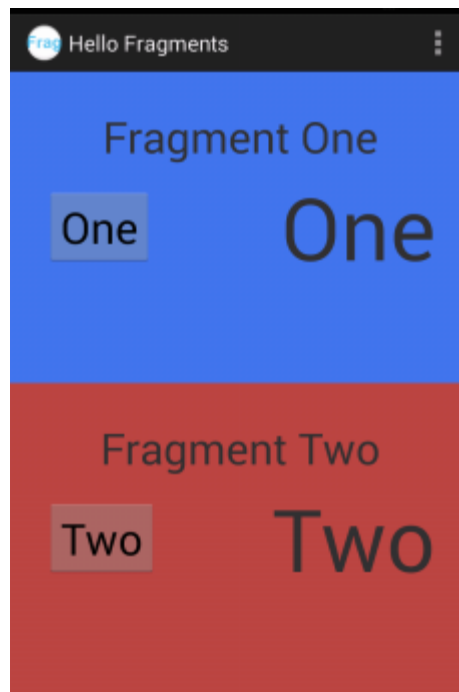 Frag Hello Fragments
Fragment One
One One
Fragment Two
Two Two